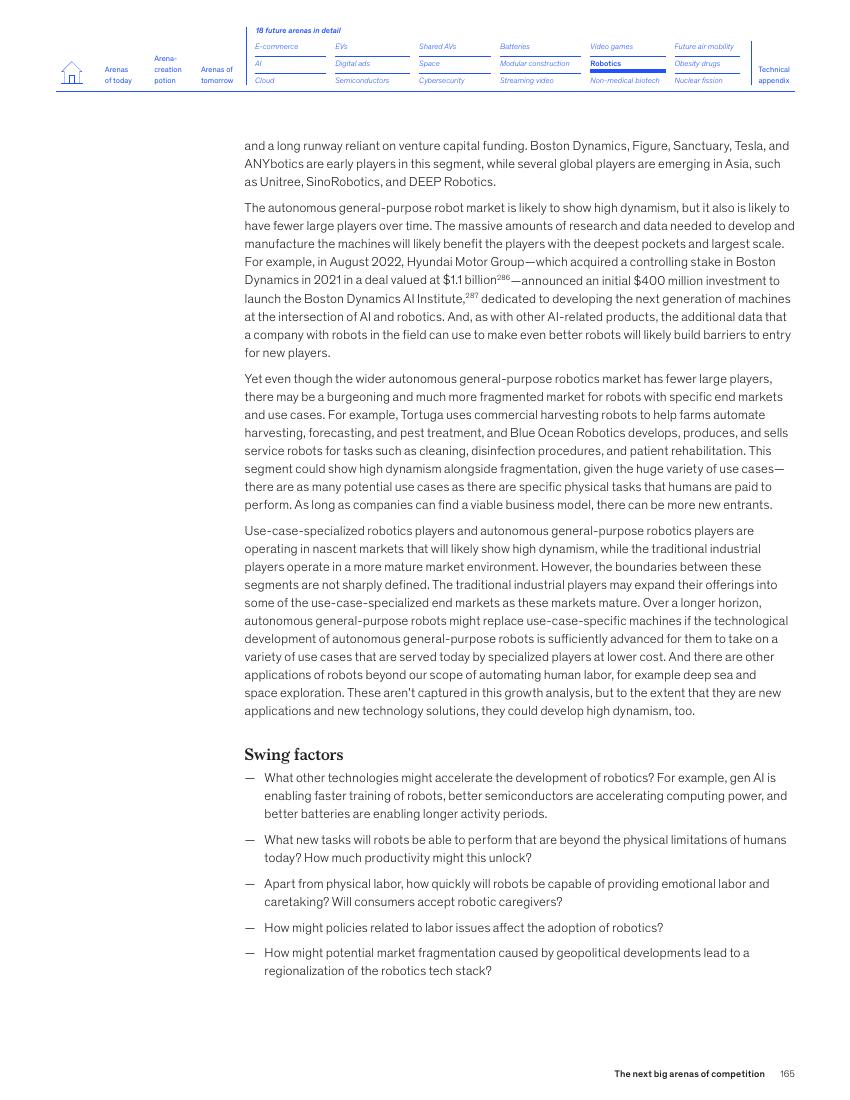 18 future arenas in detail
Arenas of today
Arena-creation potion
Arenas of tomorrow
E-commerce EVs Shared AVs Batteries Video games Future air mobility
AI Digital ads Space Modular construction Robotics Obesity drugs
Cloud Semiconductors Cybersecurity Streaming video Non-medical biotech Nuclear fission
Technical appendix
and a long runway reliant on venture capital funding. Boston Dynamics, Figure, Sanctuary, Tesla, and
ANYbotics are early players in this segment, while several global players are emerging in Asia, such
as Unitree, SinoRobotics, and DEEP Robotics.
The autonomous general-purpose robot market is likely to show high dynamism, but it also is likely to
have fewer large players over time. The massive amounts of research and data needed to develop and
manufacture the machines will likely benefit the players with the deepest pockets and largest scale.
For example, in August 2022, Hyundai Motor Group—which acquired a controlling stake in Boston
Dynamics in 2021 in a deal valued at $1.1 billion²⁸⁶—announced an initial $400 million investment to
launch the Boston Dynamics AI Institute,²⁸⁷ dedicated to developing the next generation of machines
at the intersection of AI and robotics. And, as with other AI-related products, the additional data that
a company with robots in the field can use to make even better robots will likely build barriers to entry
for new players.
Yet even though the wider autonomous general-purpose robotics market has fewer large players,
there may be a burgeoning and much more fragmented market for robots with specific end markets
and use cases. For example, Tortuga uses commercial harvesting robots to help farms automate
harvesting, forecasting, and pest treatment, and Blue Ocean Robotics develops, produces, and sells
service robots for tasks such as cleaning, disinfection procedures, and patient rehabilitation. This
segment could show high dynamism alongside fragmentation, given the huge variety of use cases—
there are as many potential use cases as there are specific physical tasks that humans are paid to
perform. As long as companies can find a viable business model, there can be more new entrants.
Use-case-specialized robotics players and autonomous general-purpose robotics players are
operating in nascent markets that will likely show high dynamism, while the traditional industrial
players operate in a more mature market environment. However, the boundaries between these
segments are not sharply defined. The traditional industrial players may expand their offerings into
some of the use-case-specialized end markets as these markets mature. Over a longer horizon,
autonomous general-purpose robots might replace use-case-specific machines if the technological
development of autonomous general-purpose robots is sufficiently advanced for them to take on a
variety of use cases that are served today by specialized players at lower cost. And there are other
applications of robots beyond our scope of automating human labor, for example deep sea and
space exploration. These aren't captured in this growth analysis, but to the extent that they are new
applications and new technology solutions, they could develop high dynamism, too.
Swing factors
— What other technologies might accelerate the development of robotics? For example, gen AI is
enabling faster training of robots, better semiconductors are accelerating computing power, and
better batteries are enabling longer activity periods.
— What new tasks will robots be able to perform that are beyond the physical limitations of humans
today? How much productivity might this unlock?
— Apart from physical labor, how quickly will robots be capable of providing emotional labor and
caretaking? Will consumers accept robotic caregivers?
— How might policies related to labor issues affect the adoption of robotics?
— How might potential market fragmentation caused by geopolitical developments lead to a
regionalization of the robotics tech stack?
The next big arenas of competition 165